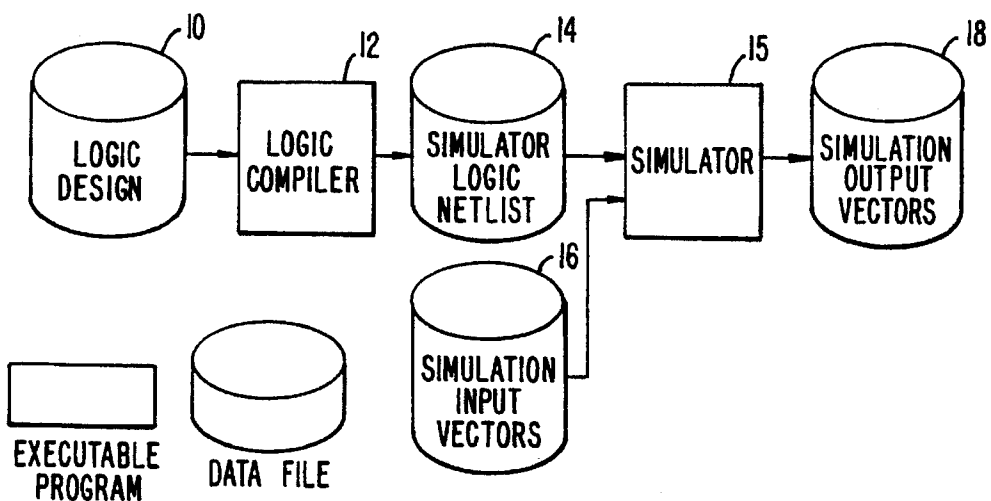 10
LOGIC
DESIGN
12
LOGIC
COMPILER
14
SIMULATOR
LOGIC
NETLIST
15
SIMULATOR
18
SIMULATION
OUTPUT
VECTORS
16
SIMULATION
INPUT
VECTORS
EXECUTABLE
PROGRAM
DATA FILE